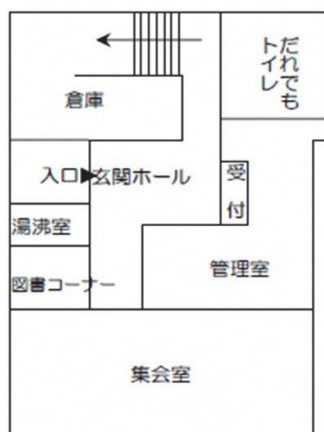 だれでも
トイレ
倉庫
入口▶玄関ホール
受付
湯沸室
管理室
図書コーナー
集会室